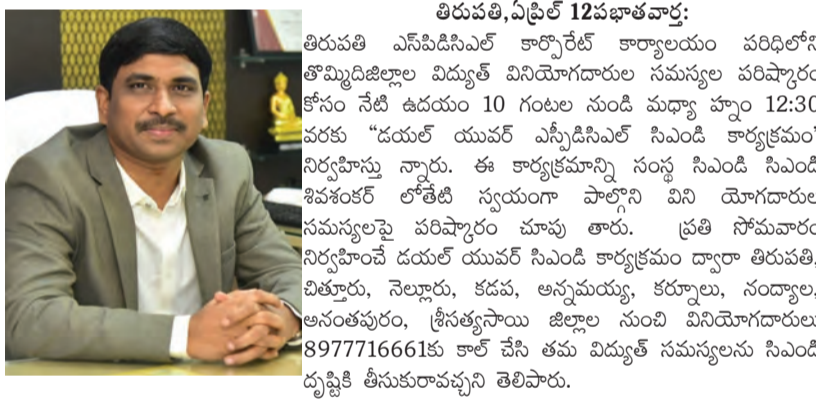 తిరుపతి,ఏప్రిల్ 12పభాతవార్త:
తిరుపతి ఎస్‌పిడిసిఎల్ కార్పొరేట్ కార్యాలయం పరిధిలోని
తొమ్మిదిజిల్లాల విద్యుత్ వినియోగదారుల సమస్యల పరిష్కారం
కోసం నేటి ఉదయం 10 గంటల నుండి మధ్యా హ్నం 12:30
వరకు “డయల్ యువర్ ఎస్పీడిసిఎల్ సిఎండి కార్యక్రమం”
నిర్వహిస్తు న్నారు. ఈ కార్యక్రమాన్ని సంస్థ సిఎండి సిఎండి
శివశంకర్ లోతేటి స్వయంగా పాల్గొని విని యోగదారుల
సమస్యలపై పరిష్కారం చూపు తారు. ప్రతి సోమవారం
నిర్వహించే డయల్ యువర్ సిఎండి కార్యక్రమం ద్వారా తిరుపతి,
చిత్తూరు, నెల్లూరు, కడప, అన్నమయ్య, కర్నూలు, నంద్యాల,
అనంతపురం, శ్రీసత్యసాయి జిల్లాల నుంచి వినియోగదారులు
8977716661కు కాల్ చేసి తమ విద్యుత్ సమస్యలను సిఎండి
దృష్టికి తీసుకురావచ్చని తెలిపారు.